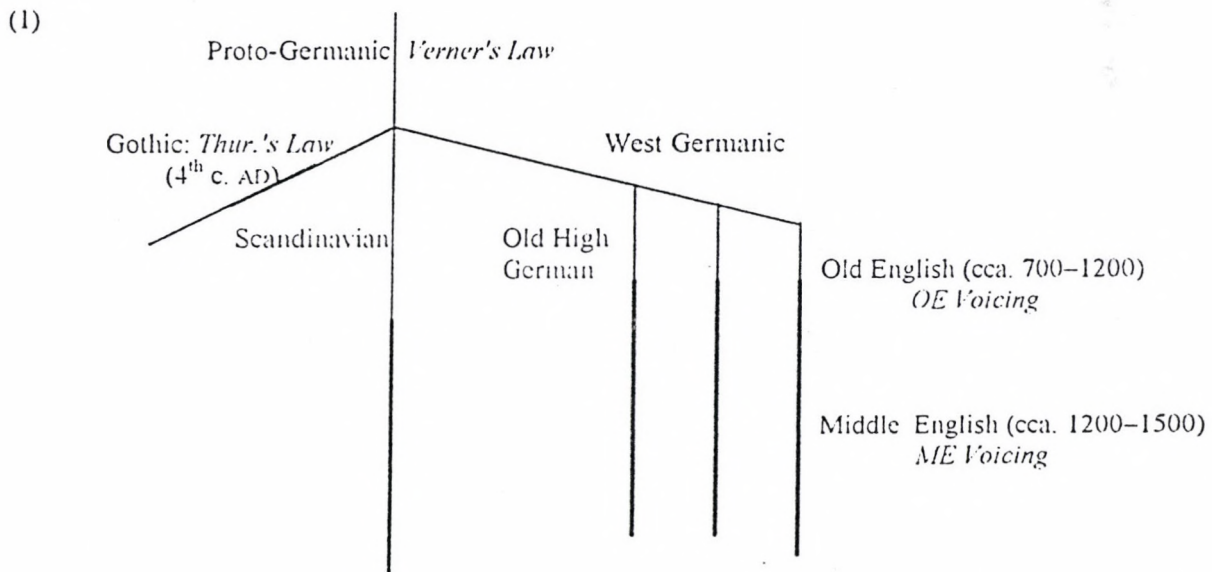 (1)
Proto-Germanic Verner's Law
Gothic: Thur.'s Law
(4th c. AD)
West Germanic
Scandinavian
Old High
German
Old English (cca. 700–1200)
OE Voicing
Middle English (cca. 1200–1500)
ME Voicing